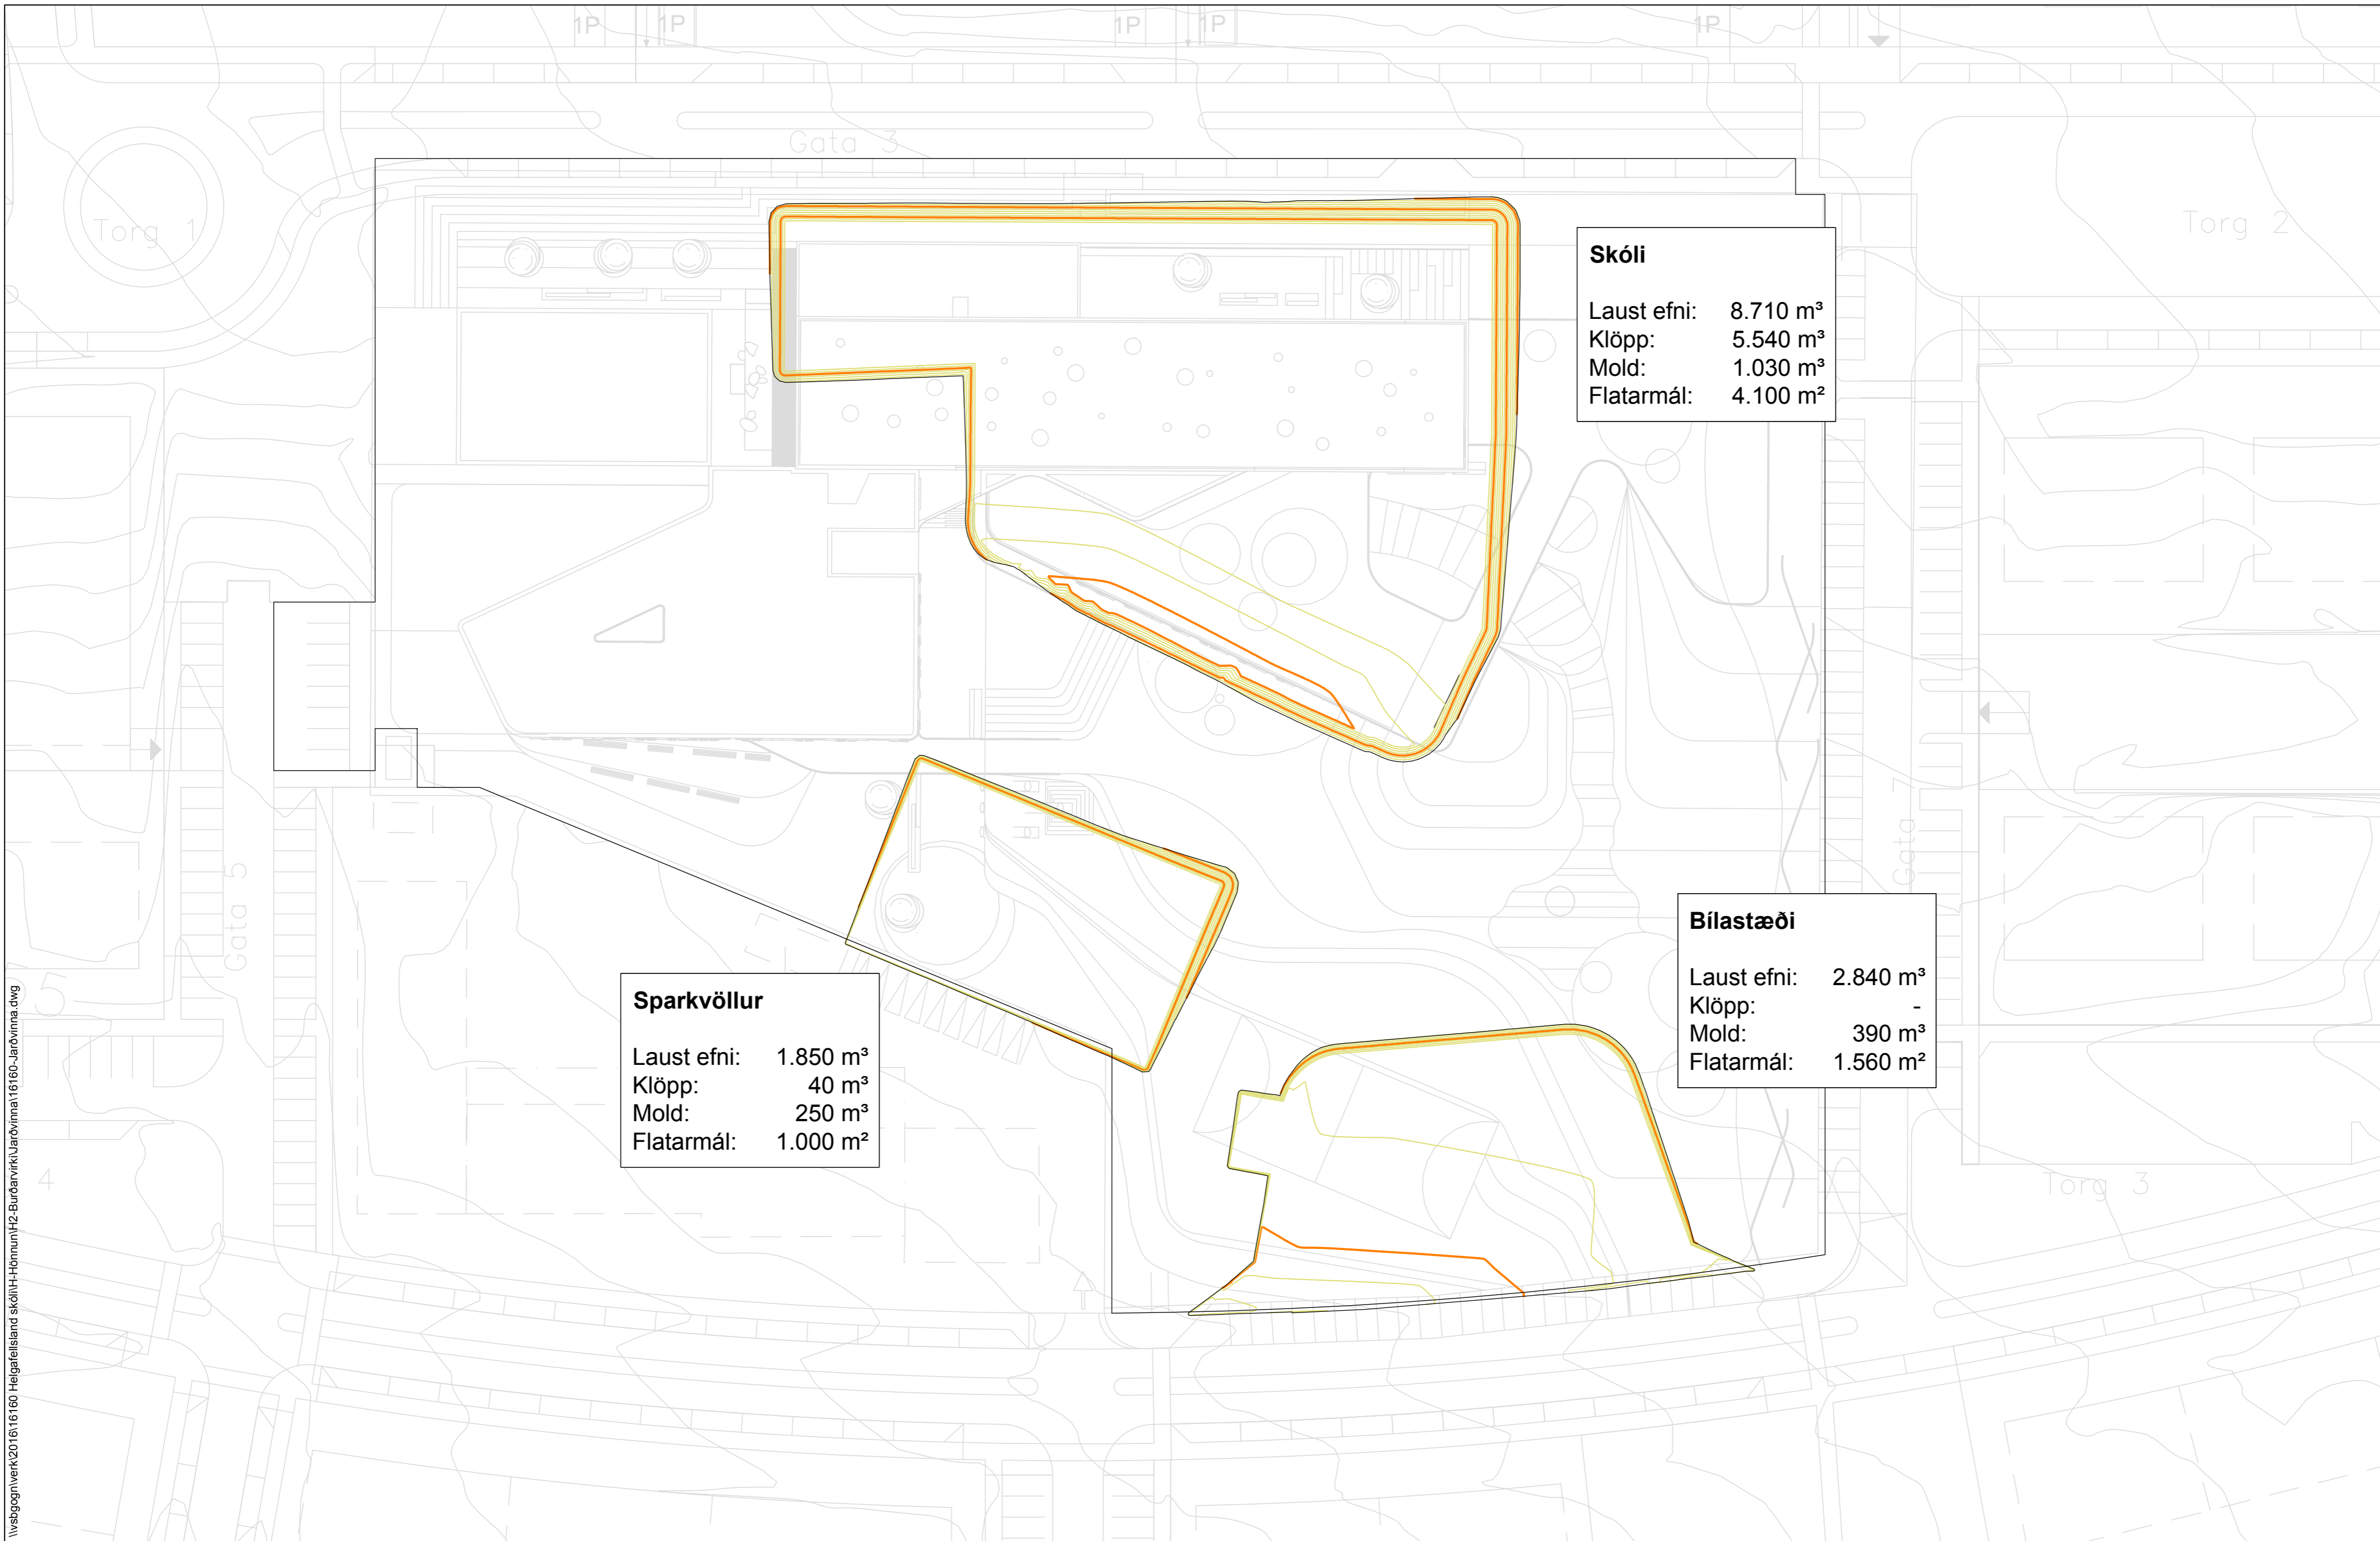 1P
1P
1P
1P
1P
Gata 3
Torg 1
Torg 2
Skóli
Laust efni: 8.710 m³
Klöpp: 5.540 m³
Mold: 1.030 m³
Flatarmál: 4.100 m²
Gata 5
Gata 7
Bílastæði
Laust efni: 2.840 m³
Klöpp: -
Mold: 390 m³
Flatarmál: 1.560 m²
Sparkvöllur
Laust efni: 1.850 m³
Klöpp: 40 m³
Mold: 250 m³
Flatarmál: 1.000 m²
5
4
Torg 3
\\vsbgogn\verk\2016\16160 Helgafellsland skóli\H-Hönnun\H2-Burðarvirki\Jarðvinna\16160-Jarðvinna.dwg